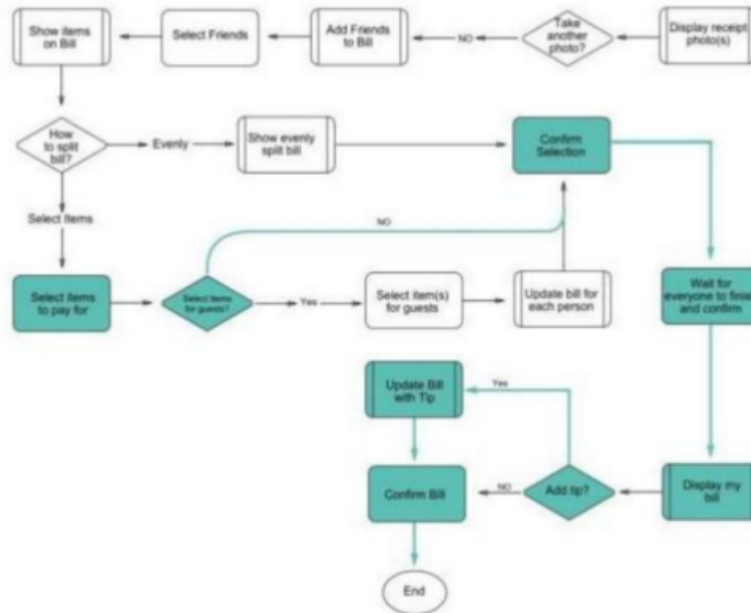 Show items
on Bill
Select Friends
Add Friends
to Bill
NO
Take
another
photo?
Display receipt
photo(s)
How
to split
bill?
Evenly
Show evenly
split bill
Confirm
Selection
Select Items
NO
Select items
to pay for
Select Items
for guests?
Yes
Select item(s)
for guests
Update bill for
each person
Wait for
everyone to finish
and confirm
Update Bill
with Tip
Yes
Confirm Bill
NO
Add tip?
Display my
bill
End